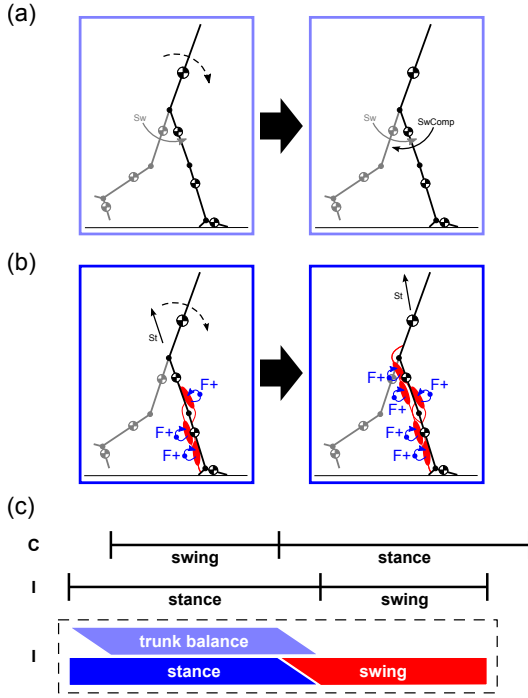 (a)
Sw
Sw
SwComp
(b)
St
F+
F+
F+
St
F+
F+
F+
F+
F+
(c)
C
swing
stance
I
stance
swing
trunk balance
I
stance
swing